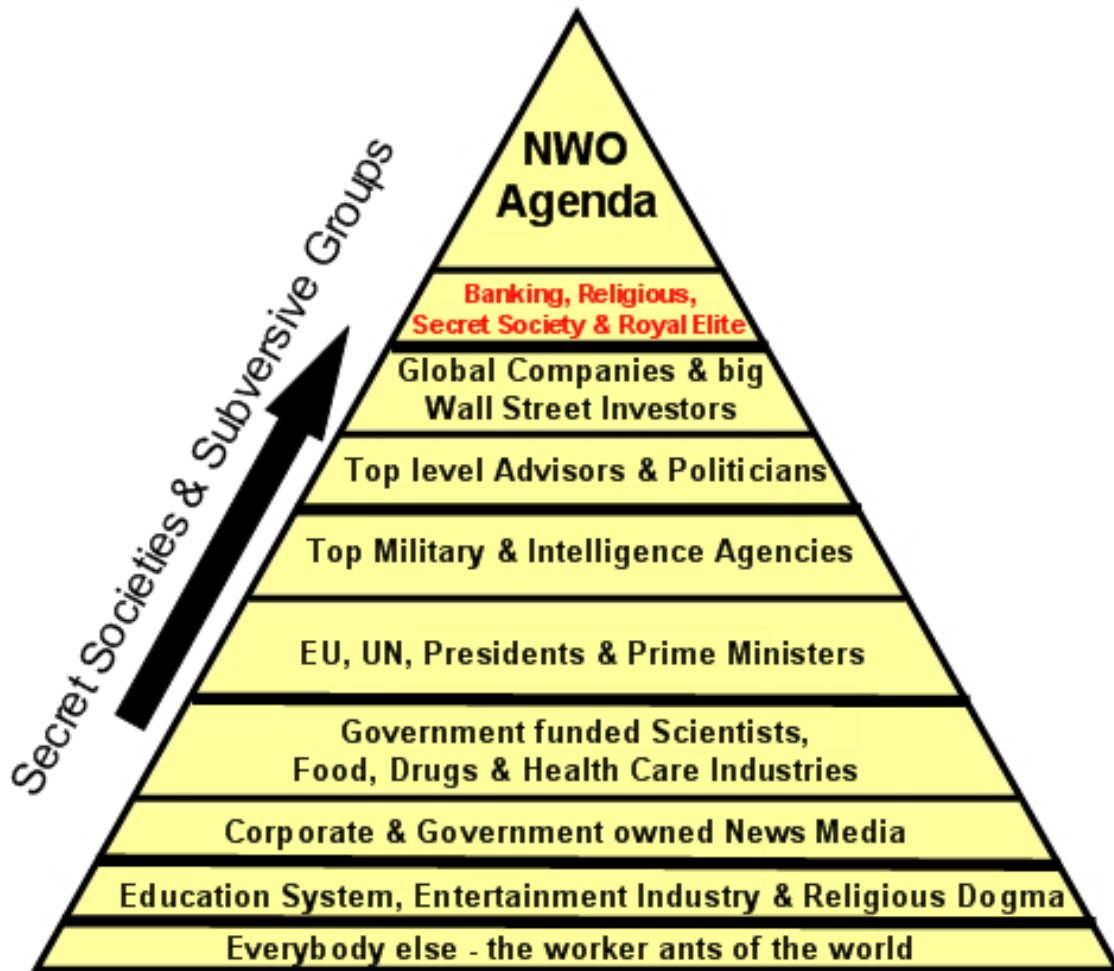 NWO
Agenda
Banking, Religious,
Secret Society & Royal Elite
Global Companies & big
Wall Street Investors
Top level Advisors & Politicians
Top Military & Intelligence Agencies
EU, UN, Presidents & Prime Ministers
Government funded Scientists,
Food, Drugs & Health Care Industries
Corporate & Government owned News Media
Education System, Entertainment Industry & Religious Dogma
Everybody else - the worker ants of the world
Secret Societies & Subversive Groups